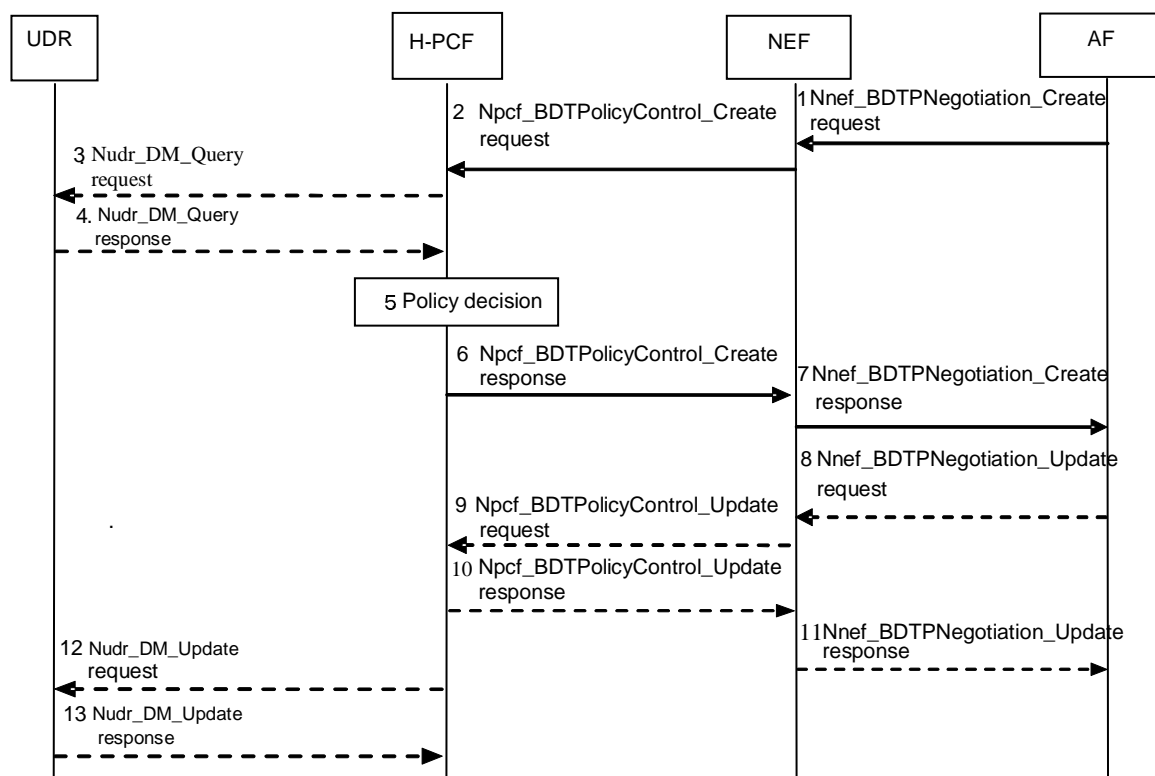 UDR
H-PCF
NEF
AF
1 Nnef_BDTPNegotiation_Create
request
2 Npcf_BDTPolicyControl_Create
request
3. Nudr_DM_Query
request
4. Nudr_DM_Query
response
5 Policy decision
6 Npcf_BDTPolicyControl_Create
response
7 Nnef_BDTPNegotiation_Create
response
8 Nnef_BDTPNegotiation_Update
request
9 Npcf_BDTPolicyControl_Update
request
10 Npcf_BDTPolicyControl_Update
response
11 Nnef_BDTPNegotiation_Update
response
12 Nudr_DM_Update
request
13 Nudr_DM_Update
response